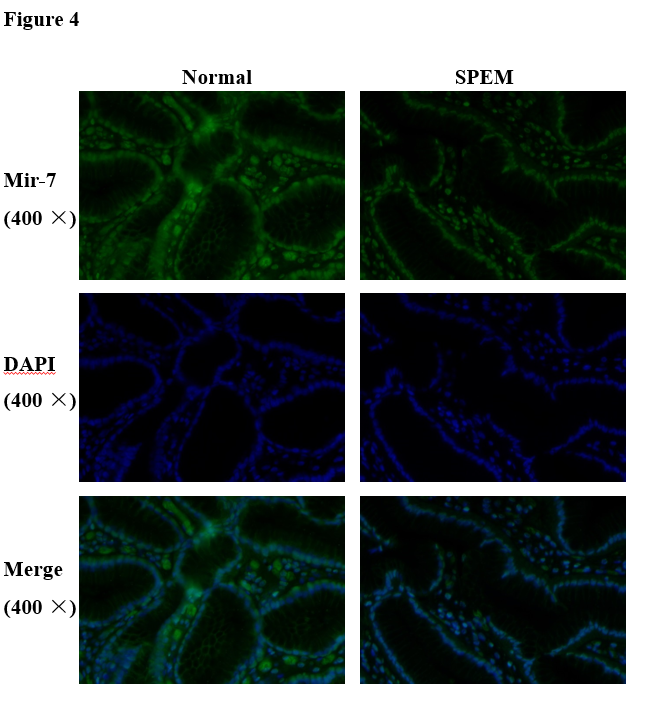 Figure 4
Normal SPEM
Mir-7
(400 ×)
DAPI
(400 ×)
Merge
(400 ×)